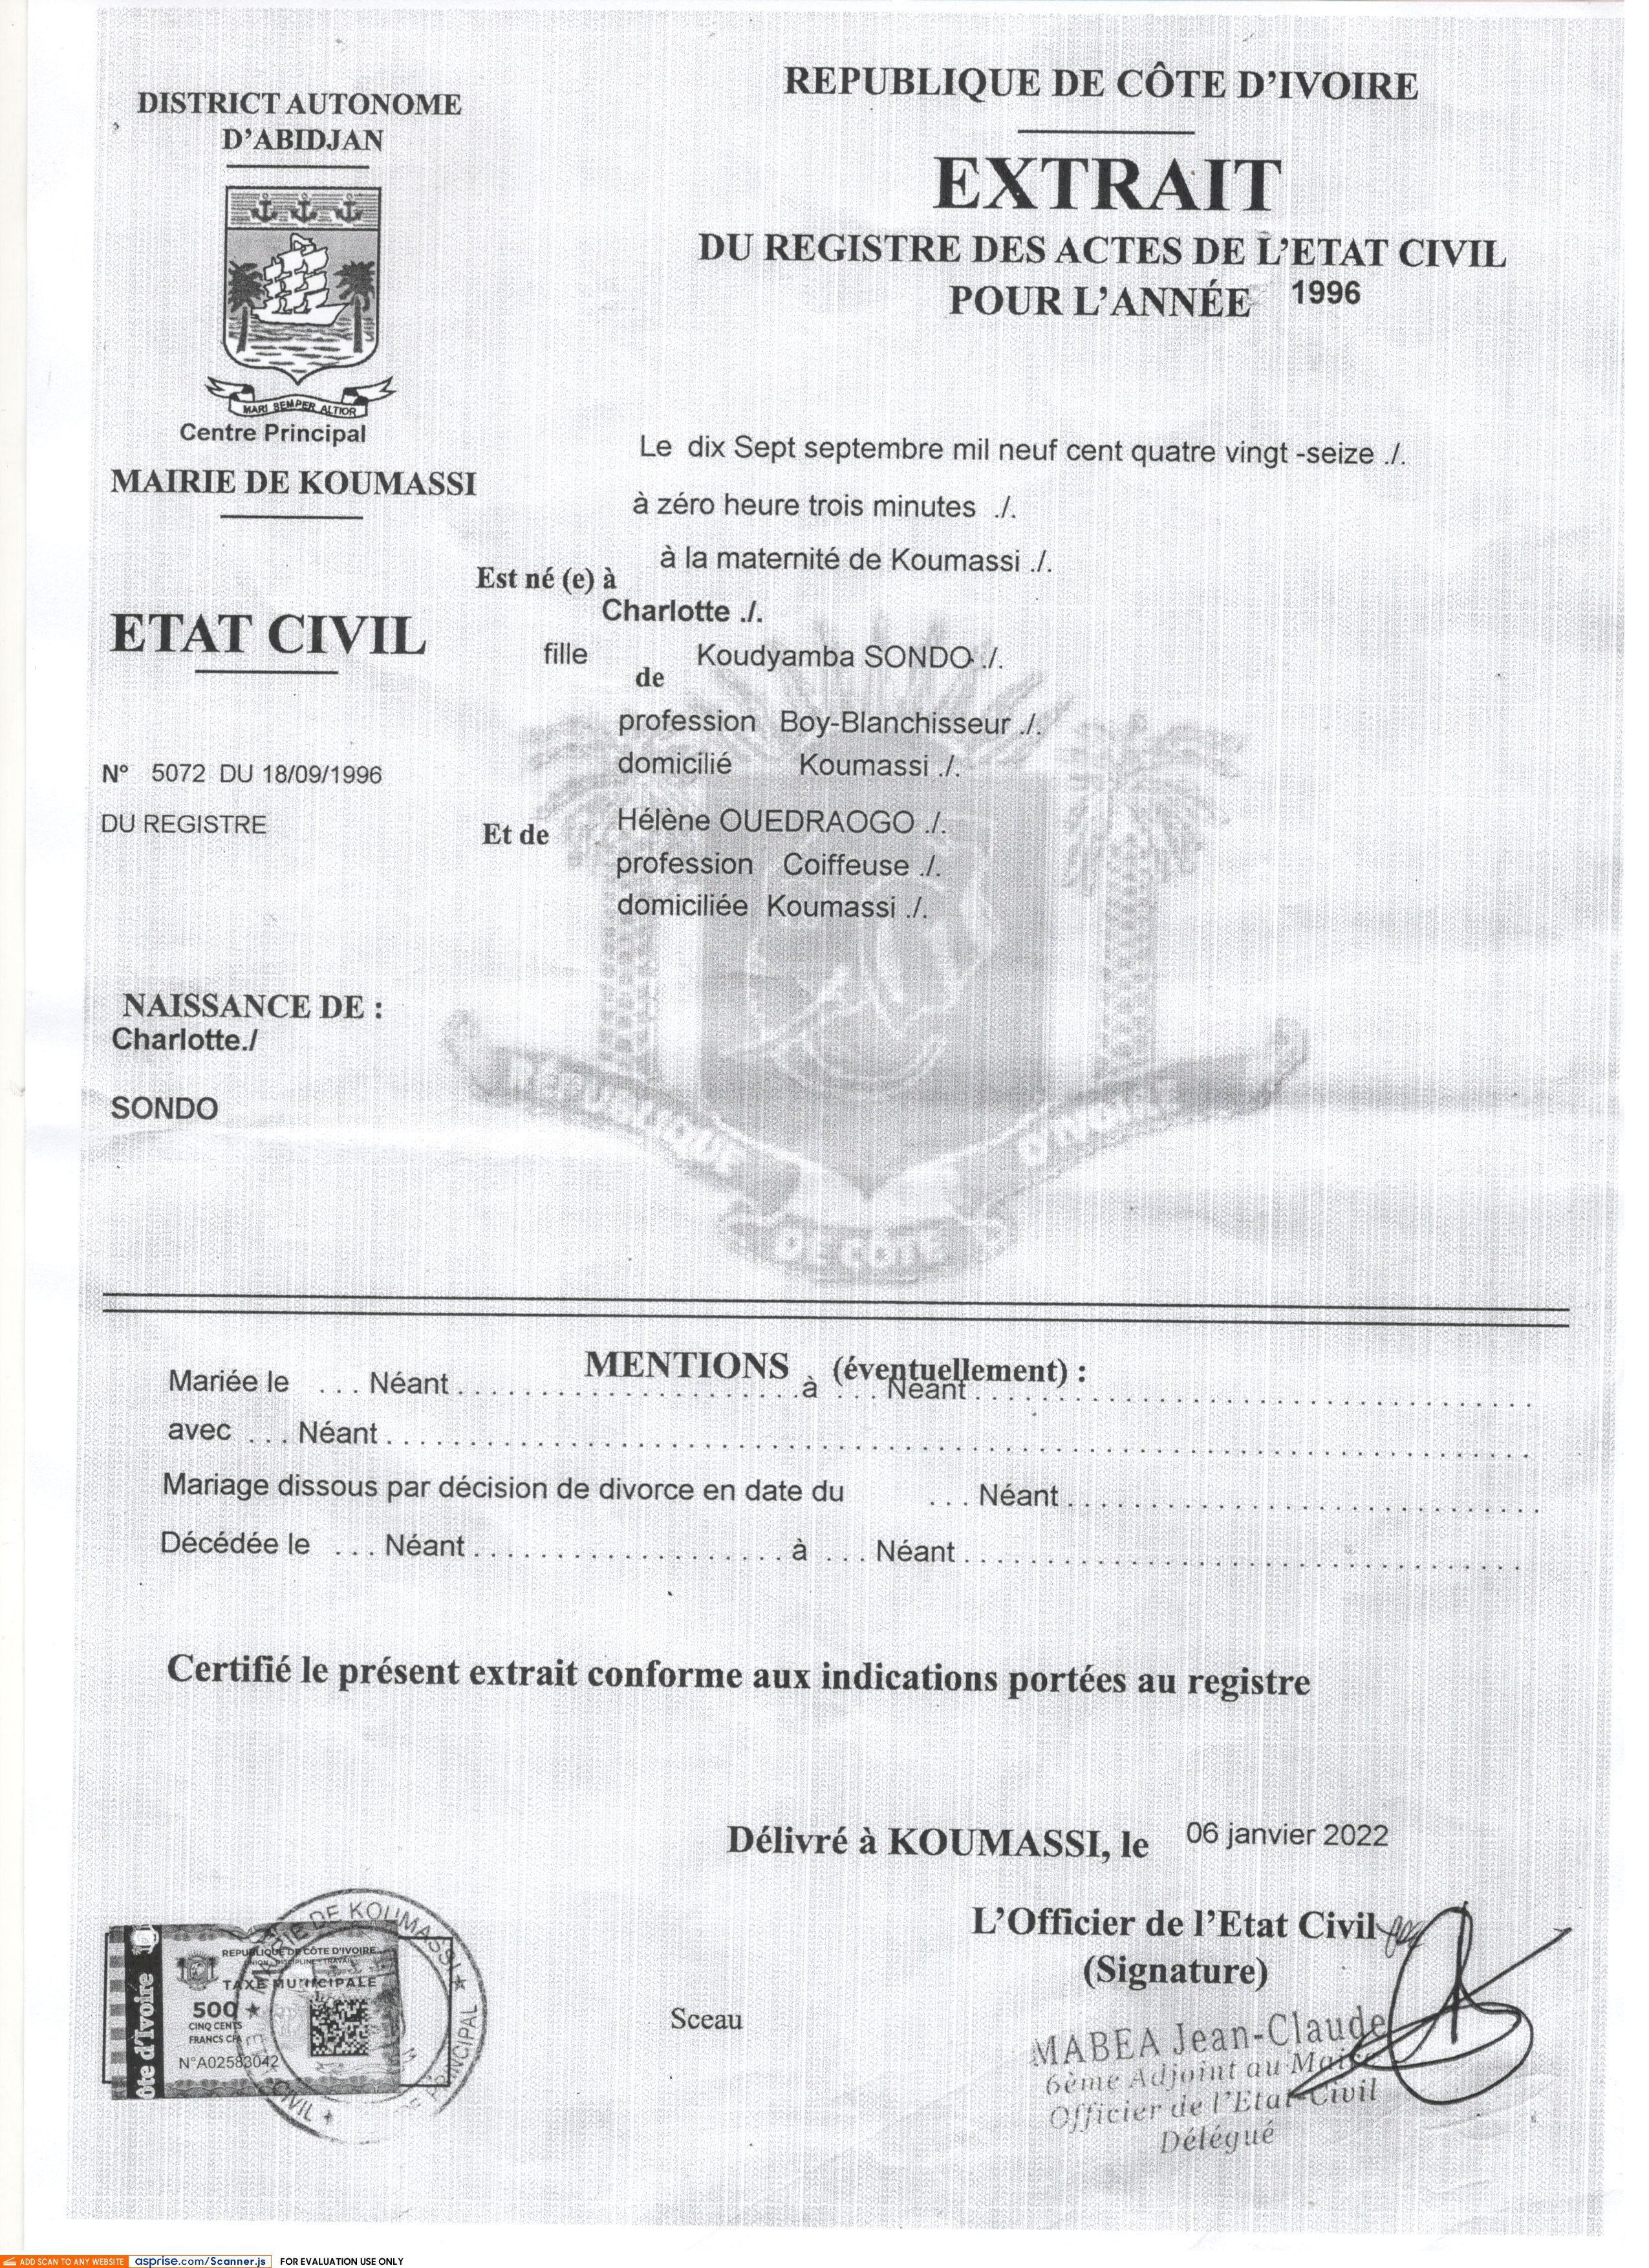 DISTRICT AUTONOME
D'ABIDJAN
MARI SEMPER ALTIOR
Centre Principal
MAIRIE DE KOUMASSI
ETAT CIVIL
N° 5072 DU 18/09/1996
DU REGISTRE
NAISSANCE DE :
Charlotte./
SONDO
REPUBLIQUE DE CÔTE D'IVOIRE
EXTRAIT
DU REGISTRE DES ACTES DE L'ETAT CIVIL
POUR L'ANNÉE 1996
Le dix Sept septembre mil neuf cent quatre vingt -seize ./.
à zéro heure trois minutes ./.
à la maternité de Koumassi ./.
Est né (e) à
Charlotte ./.
fille Koudyamba SONDO ./.
de
profession Boy-Blanchisseur ./.
domicilié Koumassi ./.
Hélène OUEDRAOGO ./.
Et de
profession Coiffeuse ./.
domiciliée Koumassi ./.
REPUBLIQUE DE COTE D'IVOIRE
MENTIONS (éventuellement) :
Mariée le ... Néant ........................ à ... Néant ........................
avec ... Néant ........................
Mariage dissous par décision de divorce en date du ... Néant ........................
Décédée le ... Néant ........................ à ... Néant ........................
Certifié le présent extrait conforme aux indications portées au registre
Délivré à KOUMASSI, le 06 janvier 2022
L'Officier de l'Etat Civil
(Signature)
Sceau
MABEA Jean-Claude
6ème Adjoint au Maire
Officier de l'Etat-Civil
Délégué
MAIRIE DE KOUMASSI
CIVIL
PRINCIPAL
ôte d'Ivoire
REPUBLIQUE DE CÔTE D'IVOIRE
TAXE MUNICIPALE
500
CINQ CENTS
FRANCS CFA
N°A02583042
ADD SCAN TO ANY WEBSITE asprise.com/Scanner.js FOR EVALUATION USE ONLY